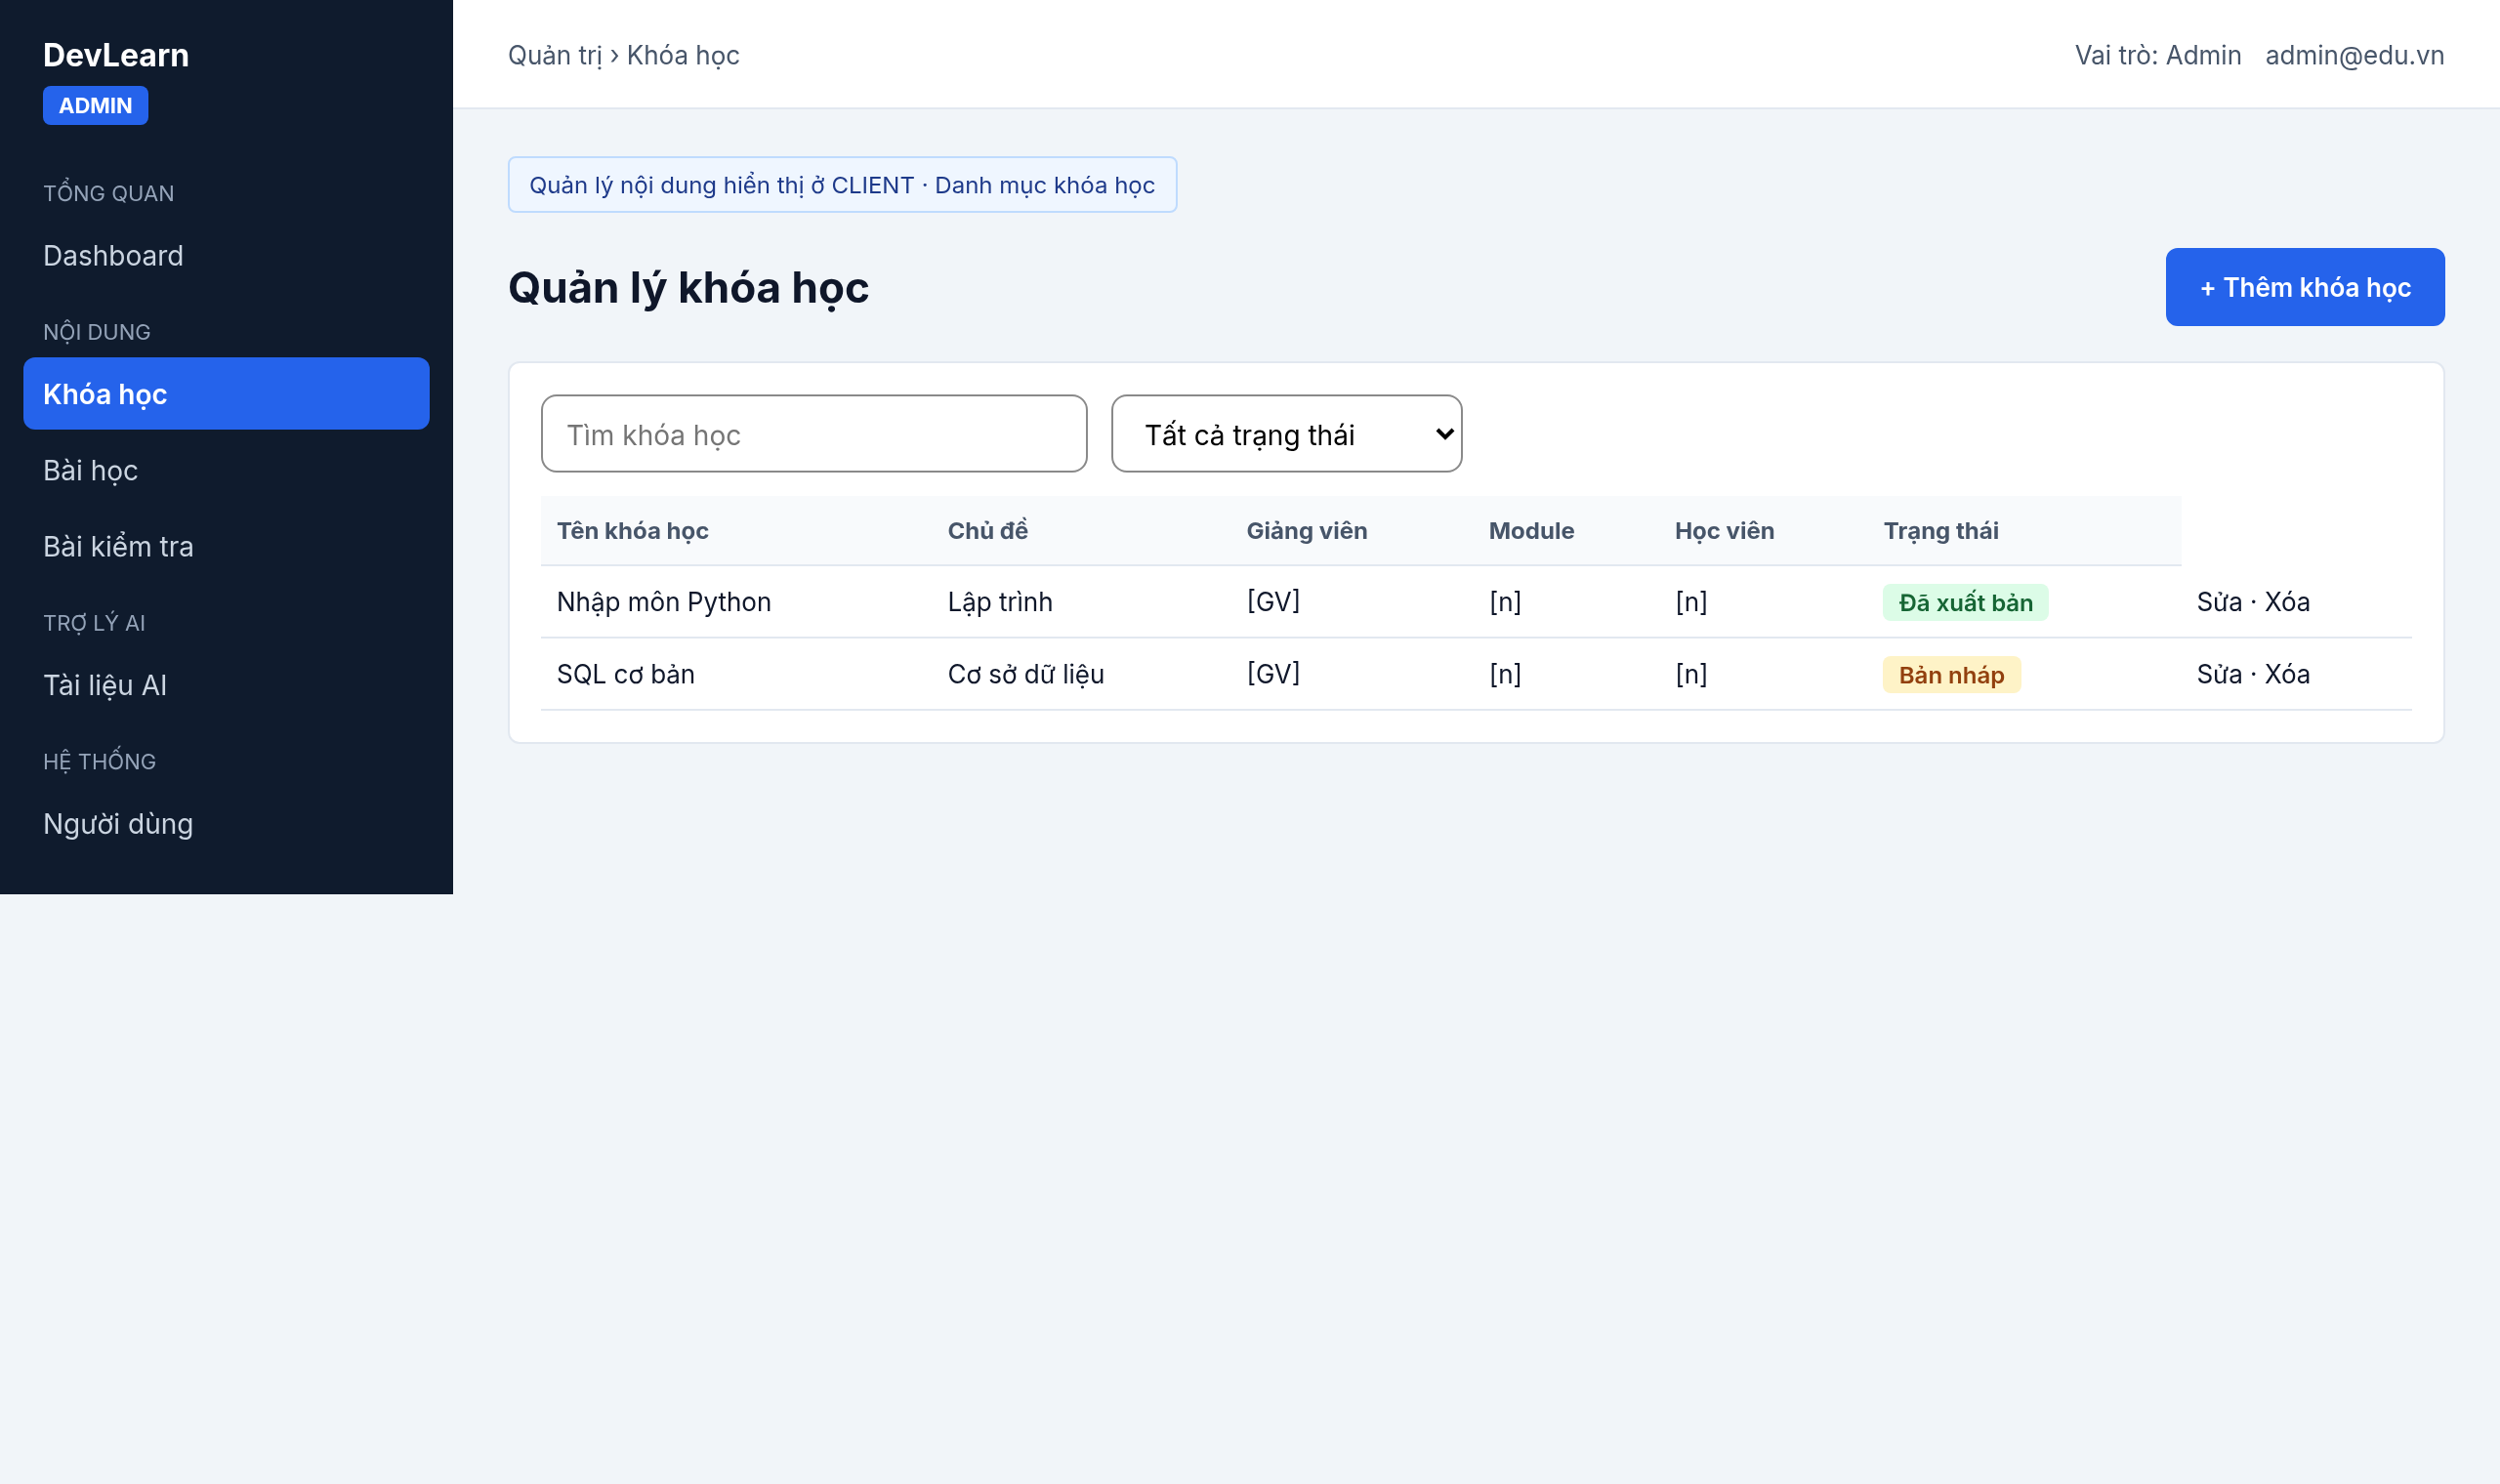 DevLearn
ADMIN
TỔNG QUAN
Dashboard
NỘI DUNG
Khóa học
Bài học
Bài kiểm tra
TRỢ LÝ AI
Tài liệu AI
HỆ THỐNG
Người dùng
Quản trị › Khóa học
Vai trò: Admin admin@edu.vn
Quản lý nội dung hiển thị ở CLIENT · Danh mục khóa học
Quản lý khóa học
+ Thêm khóa học
Tìm khóa học
Tất cả trạng thái
Tên khóa học Chủ đề Giảng viên Module Học viên Trạng thái
Nhập môn Python Lập trình [GV] [n] [n] Đã xuất bản Sửa · Xóa
SQL cơ bản Cơ sở dữ liệu [GV] [n] [n] Bản nháp Sửa · Xóa